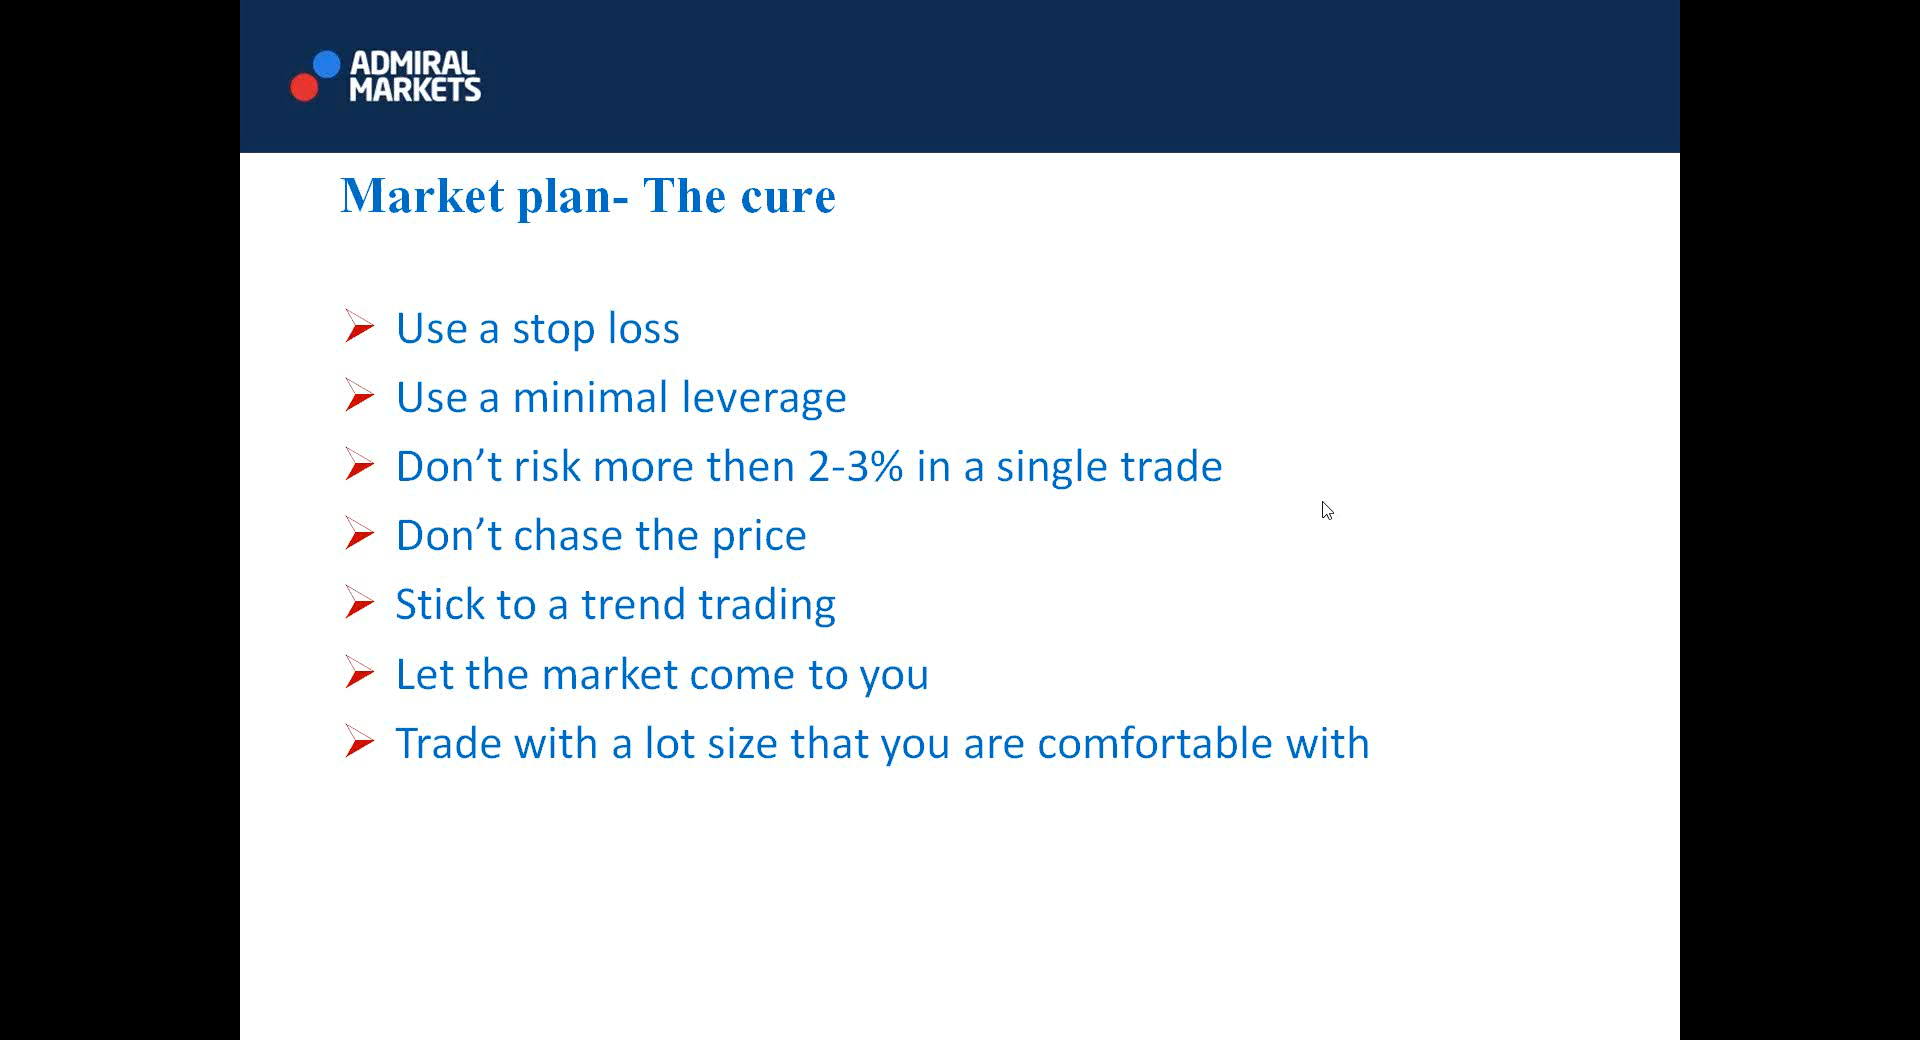 ADMIRAL
MARKETS
Market plan- The cure
Use a stop loss
Use a minimal leverage
Don’t risk more then 2-3% in a single trade
Don’t chase the price
Stick to a trend trading
Let the market come to you
Trade with a lot size that you are comfortable with